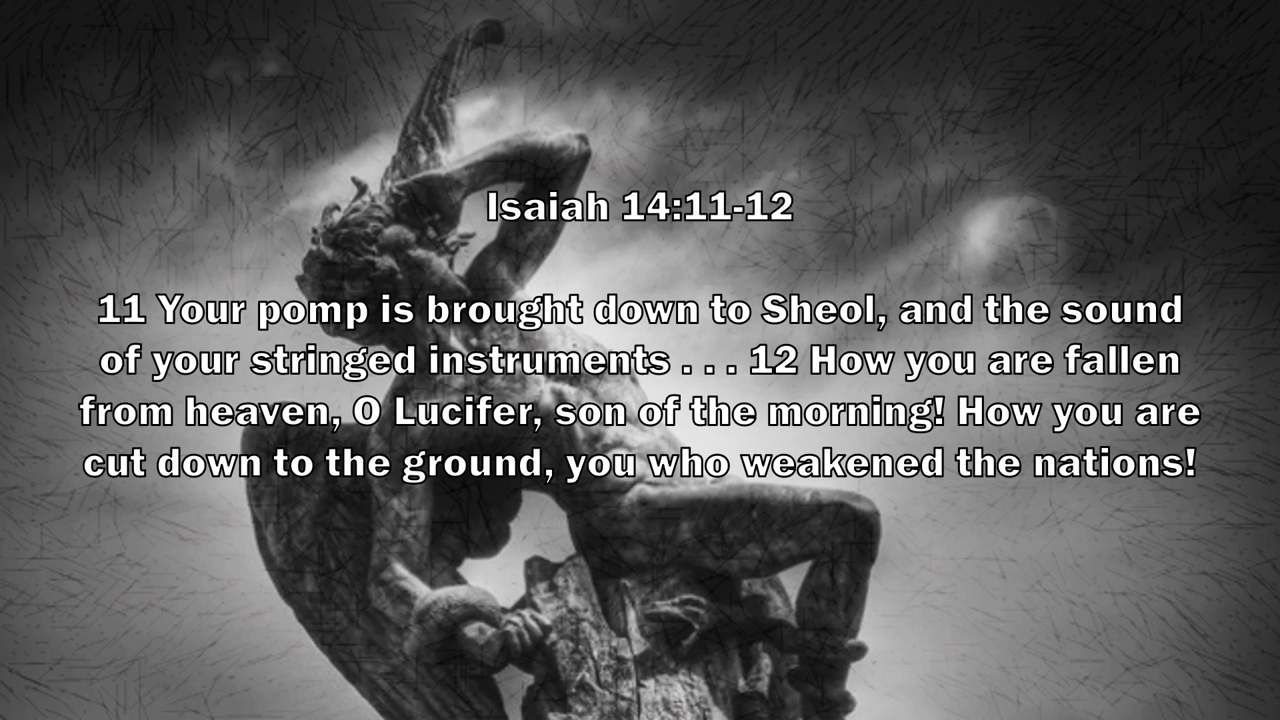 Isaiah 14:11-12
11 Your pomp is brought down to Sheol, and the sound
of your stringed instruments . . . 12 How you are fallen
from heaven, O Lucifer, son of the morning! How you are
cut down to the ground, you who weakened the nations!